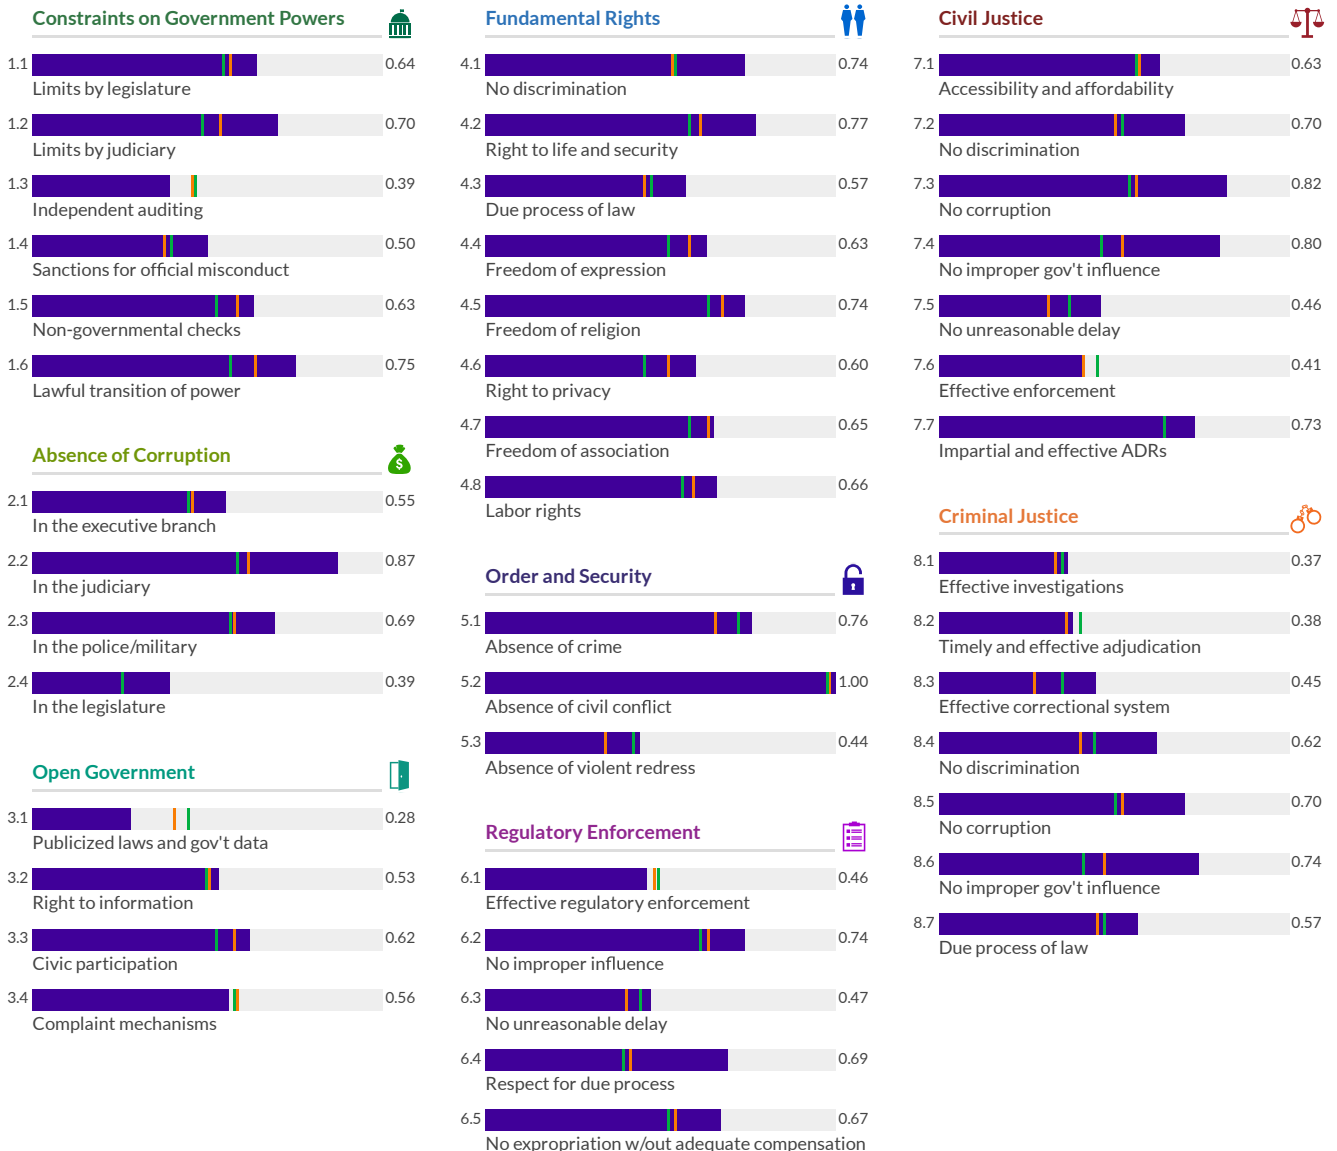 Constraints on Government Powers
1.1 0.64
Limits by legislature
1.2 0.70
Limits by judiciary
1.3 0.39
Independent auditing
1.4 0.50
Sanctions for official misconduct
1.5 0.63
Non-governmental checks
1.6 0.75
Lawful transition of power
Absence of Corruption
$
2.1 0.55
In the executive branch
2.2 0.87
In the judiciary
2.3 0.69
In the police/military
2.4 0.39
In the legislature
Open Government
3.1 0.28
Publicized laws and gov't data
3.2 0.53
Right to information
3.3 0.62
Civic participation
3.4 0.56
Complaint mechanisms
Fundamental Rights
4.1 0.74
No discrimination
4.2 0.77
Right to life and security
4.3 0.57
Due process of law
4.4 0.63
Freedom of expression
4.5 0.74
Freedom of religion
4.6 0.60
Right to privacy
4.7 0.65
Freedom of association
4.8 0.66
Labor rights
Order and Security
5.1 0.76
Absence of crime
5.2 1.00
Absence of civil conflict
5.3 0.44
Absence of violent redress
Regulatory Enforcement
6.1 0.46
Effective regulatory enforcement
6.2 0.74
No improper influence
6.3 0.47
No unreasonable delay
6.4 0.69
Respect for due process
6.5 0.67
No expropriation w/out adequate compensation
Civil Justice
7.1 0.63
Accessibility and affordability
7.2 0.70
No discrimination
7.3 0.82
No corruption
7.4 0.80
No improper gov't influence
7.5 0.46
No unreasonable delay
7.6 0.41
Effective enforcement
7.7 0.73
Impartial and effective ADRs
Criminal Justice
8.1 0.37
Effective investigations
8.2 0.38
Timely and effective adjudication
8.3 0.45
Effective correctional system
8.4 0.62
No discrimination
8.5 0.70
No corruption
8.6 0.74
No improper gov't influence
8.7 0.57
Due process of law